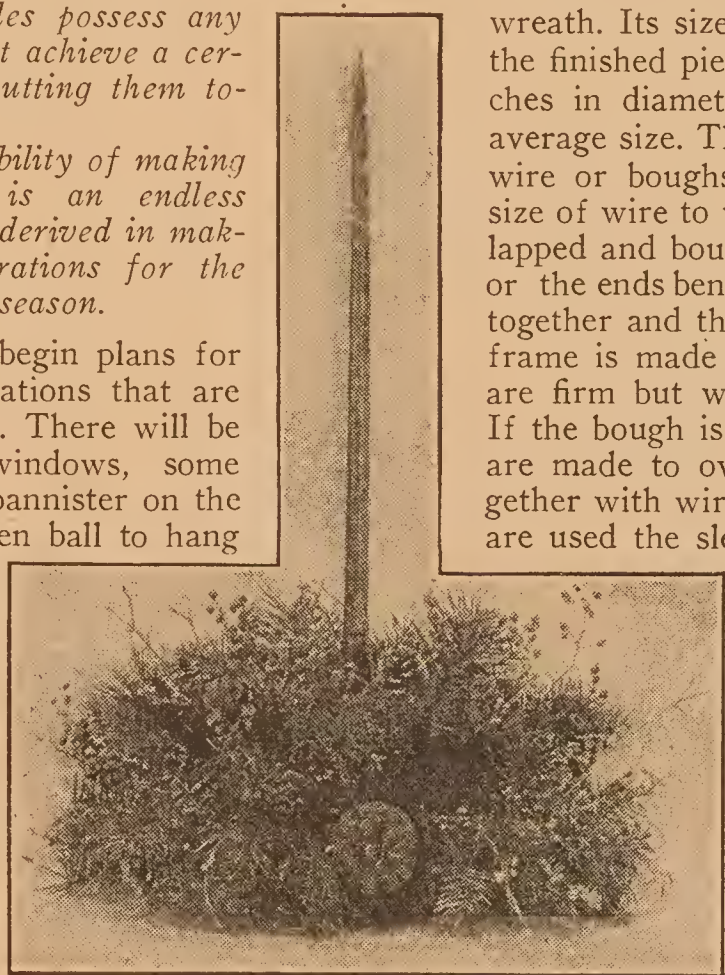 les possess any
t achieve a cer-
utting them to-
bility of making
is an endless
derived in mak-
rations for the
season.
begin plans for
ations that are
. There will be
windows, some
bannister on the
en ball to hang
wreath. Its size
the finished pie
ches in diamet
average size. T
wire or boughs
size of wire to
lapped and bou
or the ends ben
together and th
frame is made
are firm but w
If the bough is
are made to ov
gether with wir
are used the sle